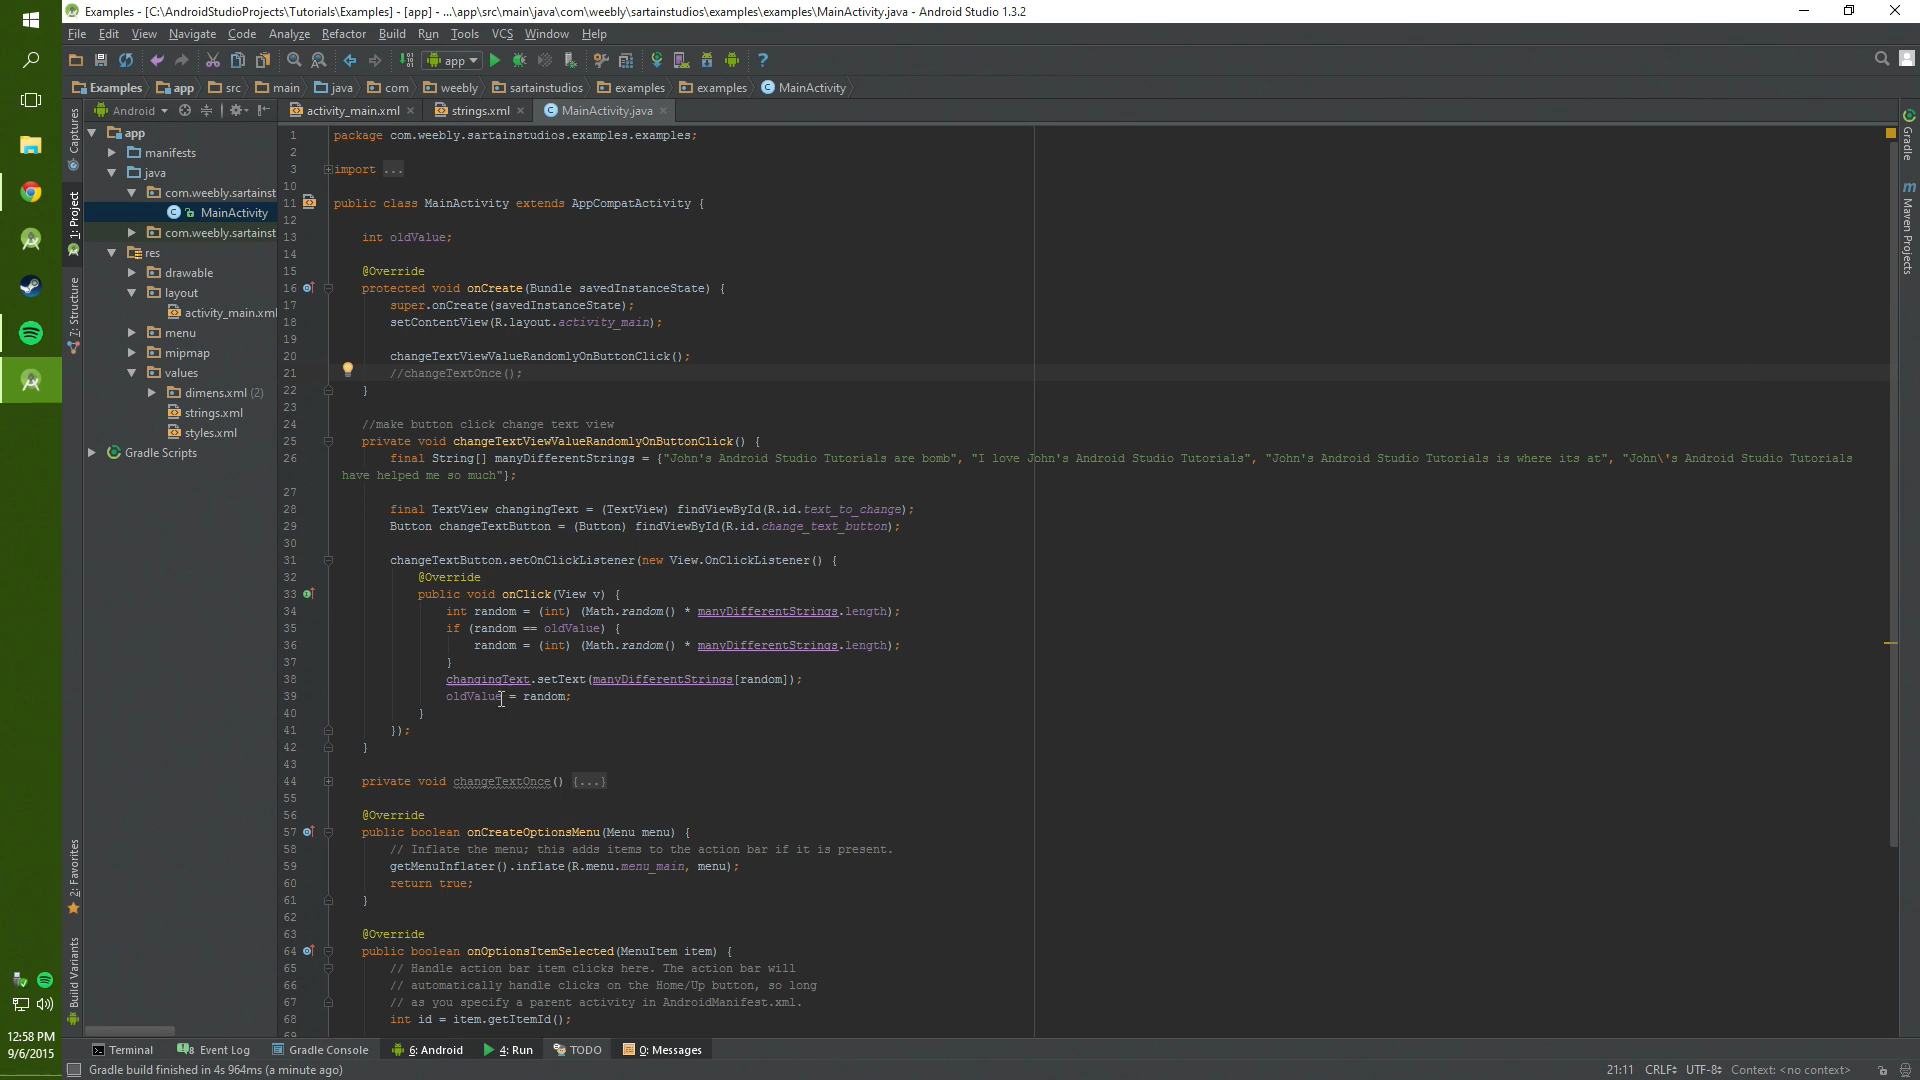 Examples - [C:\AndroidStudioProjects\Tutorials\Examples] - [app] - ...\app\src\main\java\com\weebly\sartainstudios\examples\examples\MainActivity.java - Android Studio 1.3.2
File Edit View Navigate Code Analyze Refactor Build Run Tools VCS Window Help
app
Examples app src main java com weebly sartainstudios examples examples MainActivity
Android activity_main.xml strings.xml MainActivity.java
Captures
1: Project
7: Structure
2: Favorites
Build Variants
app
manifests
java
com.weebly.sartainst
MainActivity
com.weebly.sartainst
res
drawable
layout
activity_main.xml
menu
mipmap
values
dimens.xml (2)
strings.xml
styles.xml
Gradle Scripts
1 package com.weebly.sartainstudios.examples.examples;
2
3 import ...
10
11 public class MainActivity extends AppCompatActivity {
12
13 int oldValue;
14
15 @Override
16 protected void onCreate(Bundle savedInstanceState) {
17 super.onCreate(savedInstanceState);
18 setContentView(R.layout.activity_main);
19
20 changeTextViewValueRandomlyOnButtonClick();
21 //changeTextOnce();
22 }
23
24 //make button click change text view
25 private void changeTextViewValueRandomlyOnButtonClick() {
26 final String[] manyDifferentStrings = {"John's Android Studio Tutorials are bomb", "I love John's Android Studio Tutorials", "John's Android Studio Tutorials is where its at", "John\'s Android Studio Tutorials
have helped me so much"};
27
28 final TextView changingText = (TextView) findViewById(R.id.text_to_change);
29 Button changeTextButton = (Button) findViewById(R.id.change_text_button);
30
31 changeTextButton.setOnClickListener(new View.OnClickListener() {
32 @Override
33 public void onClick(View v) {
34 int random = (int) (Math.random() * manyDifferentStrings.length);
35 if (random == oldValue) {
36 random = (int) (Math.random() * manyDifferentStrings.length);
37 }
38 changingText.setText(manyDifferentStrings[random]);
39 oldValue = random;
40 }
41 });
42 }
43
44 private void changeTextOnce() {...}
55
56 @Override
57 public boolean onCreateOptionsMenu(Menu menu) {
58 // Inflate the menu; this adds items to the action bar if it is present.
59 getMenuInflater().inflate(R.menu.menu_main, menu);
60 return true;
61 }
62
63 @Override
64 public boolean onOptionsItemSelected(MenuItem item) {
65 // Handle action bar item clicks here. The action bar will
66 // automatically handle clicks on the Home/Up button, so long
67 // as you specify a parent activity in AndroidManifest.xml.
68 int id = item.getItemId();
69
Gradle
Maven Projects
Terminal Event Log Gradle Console 6: Android 4: Run TODO 0: Messages
Gradle build finished in 4s 964ms (a minute ago) 21:11 CRLF UTF-8 Context: <no context>
12:58 PM
9/6/2015